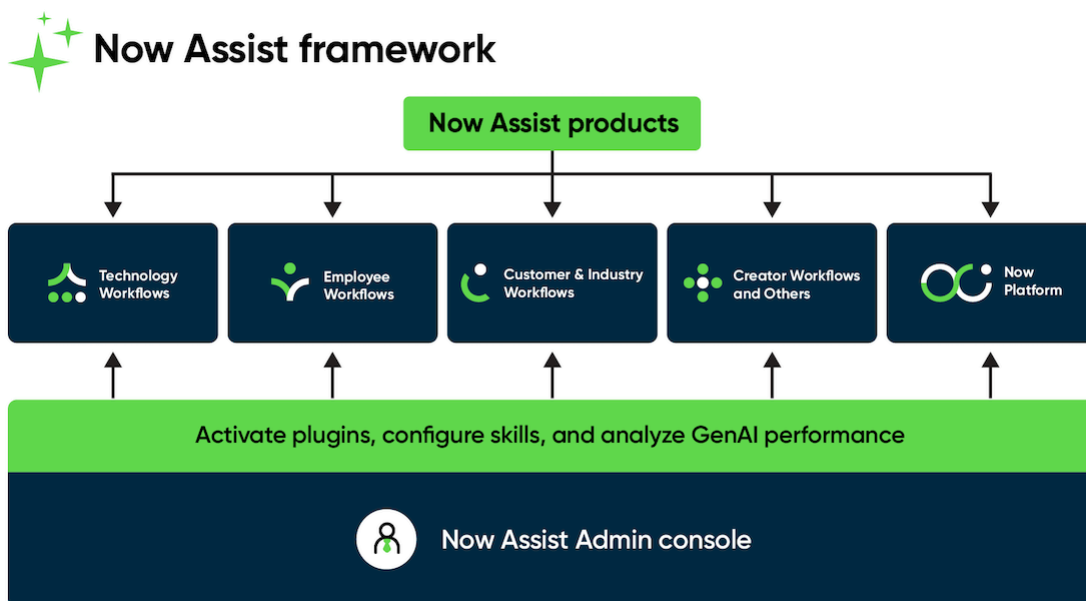 Now Assist framework
Now Assist products
Technology
Workflows
Employee
Workflows
Customer & Industry
Workflows
Creator Workflows
and Others
Now
Platform
Activate plugins, configure skills, and analyze GenAI performance
Now Assist Admin console